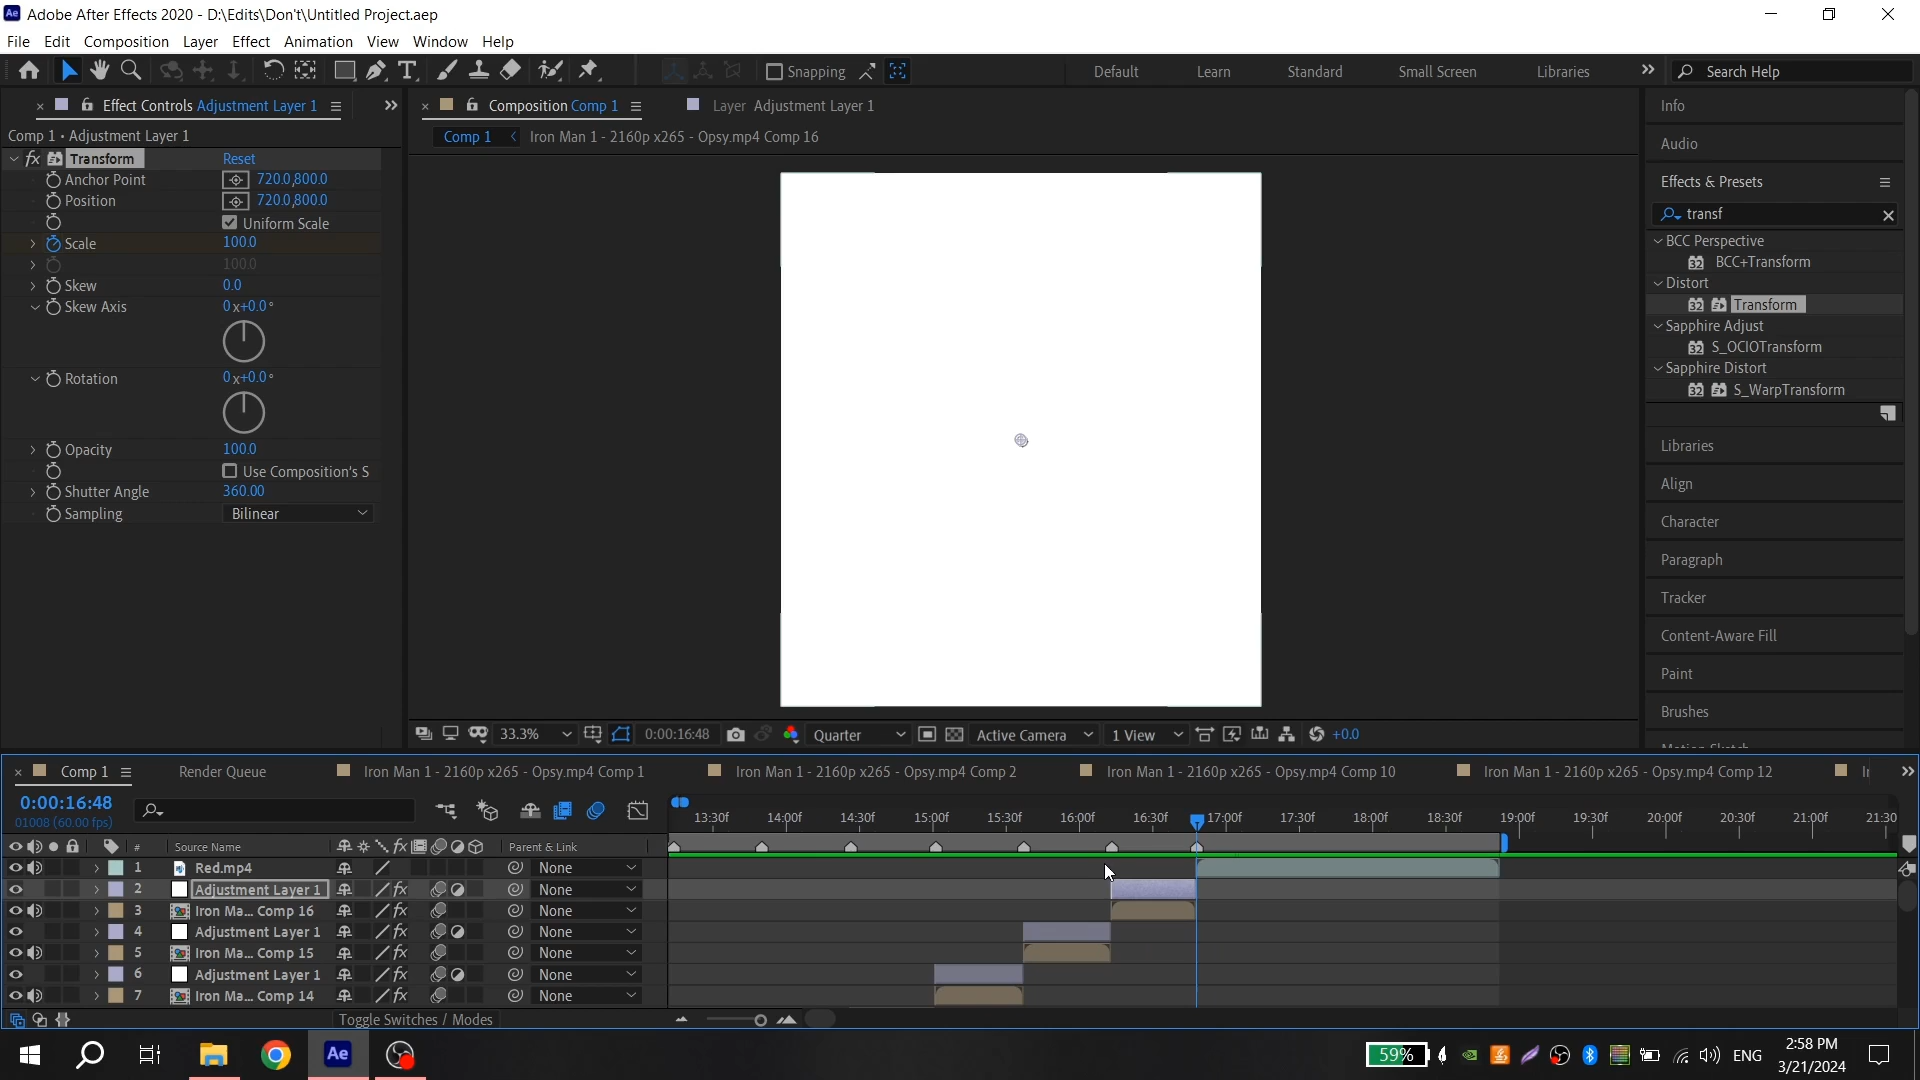 Adobe After Effects 2020 - D:\Edits\Don't\Untitled Project.aep
File Edit Composition Layer Effect Animation View Window Help
Snapping Default Learn Standard Small Screen Libraries Search Help
Effect Controls Adjustment Layer 1
Composition Comp 1
Layer Adjustment Layer 1
Info
Comp 1 • Adjustment Layer 1
Comp 1 Iron Man 1 - 2160p x265 - Opsy.mp4 Comp 16
Audio
fx Transform Reset
Anchor Point 720.0,800.0
Position 720.0,800.0
Uniform Scale
Scale 100.0
100.0
Skew 0.0
Skew Axis 0x+0.0°
Rotation 0x+0.0°
Opacity 100.0
Use Composition's S
Shutter Angle 360.00
Sampling Bilinear
Effects & Presets
transf
BCC Perspective
BCC+Transform
Distort
Transform
Sapphire Adjust
S_OCIOTransform
Sapphire Distort
S_WarpTransform
Libraries
Align
Character
Paragraph
Tracker
Content-Aware Fill
Paint
Brushes
33.3% 0:00:16:48 Quarter Active Camera 1 View +0.0
Comp 1 Render Queue Iron Man 1 - 2160p x265 - Opsy.mp4 Comp 1 Iron Man 1 - 2160p x265 - Opsy.mp4 Comp 2 Iron Man 1 - 2160p x265 - Opsy.mp4 Comp 10 Iron Man 1 - 2160p x265 - Opsy.mp4 Comp 12
0:00:16:48
01008 (60.00 fps)
13:30f 14:00f 14:30f 15:00f 15:30f 16:00f 16:30f 17:00f 17:30f 18:00f 18:30f 19:00f 19:30f 20:00f 20:30f 21:00f 21:30
# Source Name fx Parent & Link
1 Red.mp4 None
2 Adjustment Layer 1 fx None
3 Iron Ma... Comp 16 fx None
4 Adjustment Layer 1 fx None
5 Iron Ma... Comp 15 fx None
6 Adjustment Layer 1 fx None
7 Iron Ma... Comp 14 fx None
Toggle Switches / Modes
Ae 59% ENG 2:58 PM
3/21/2024